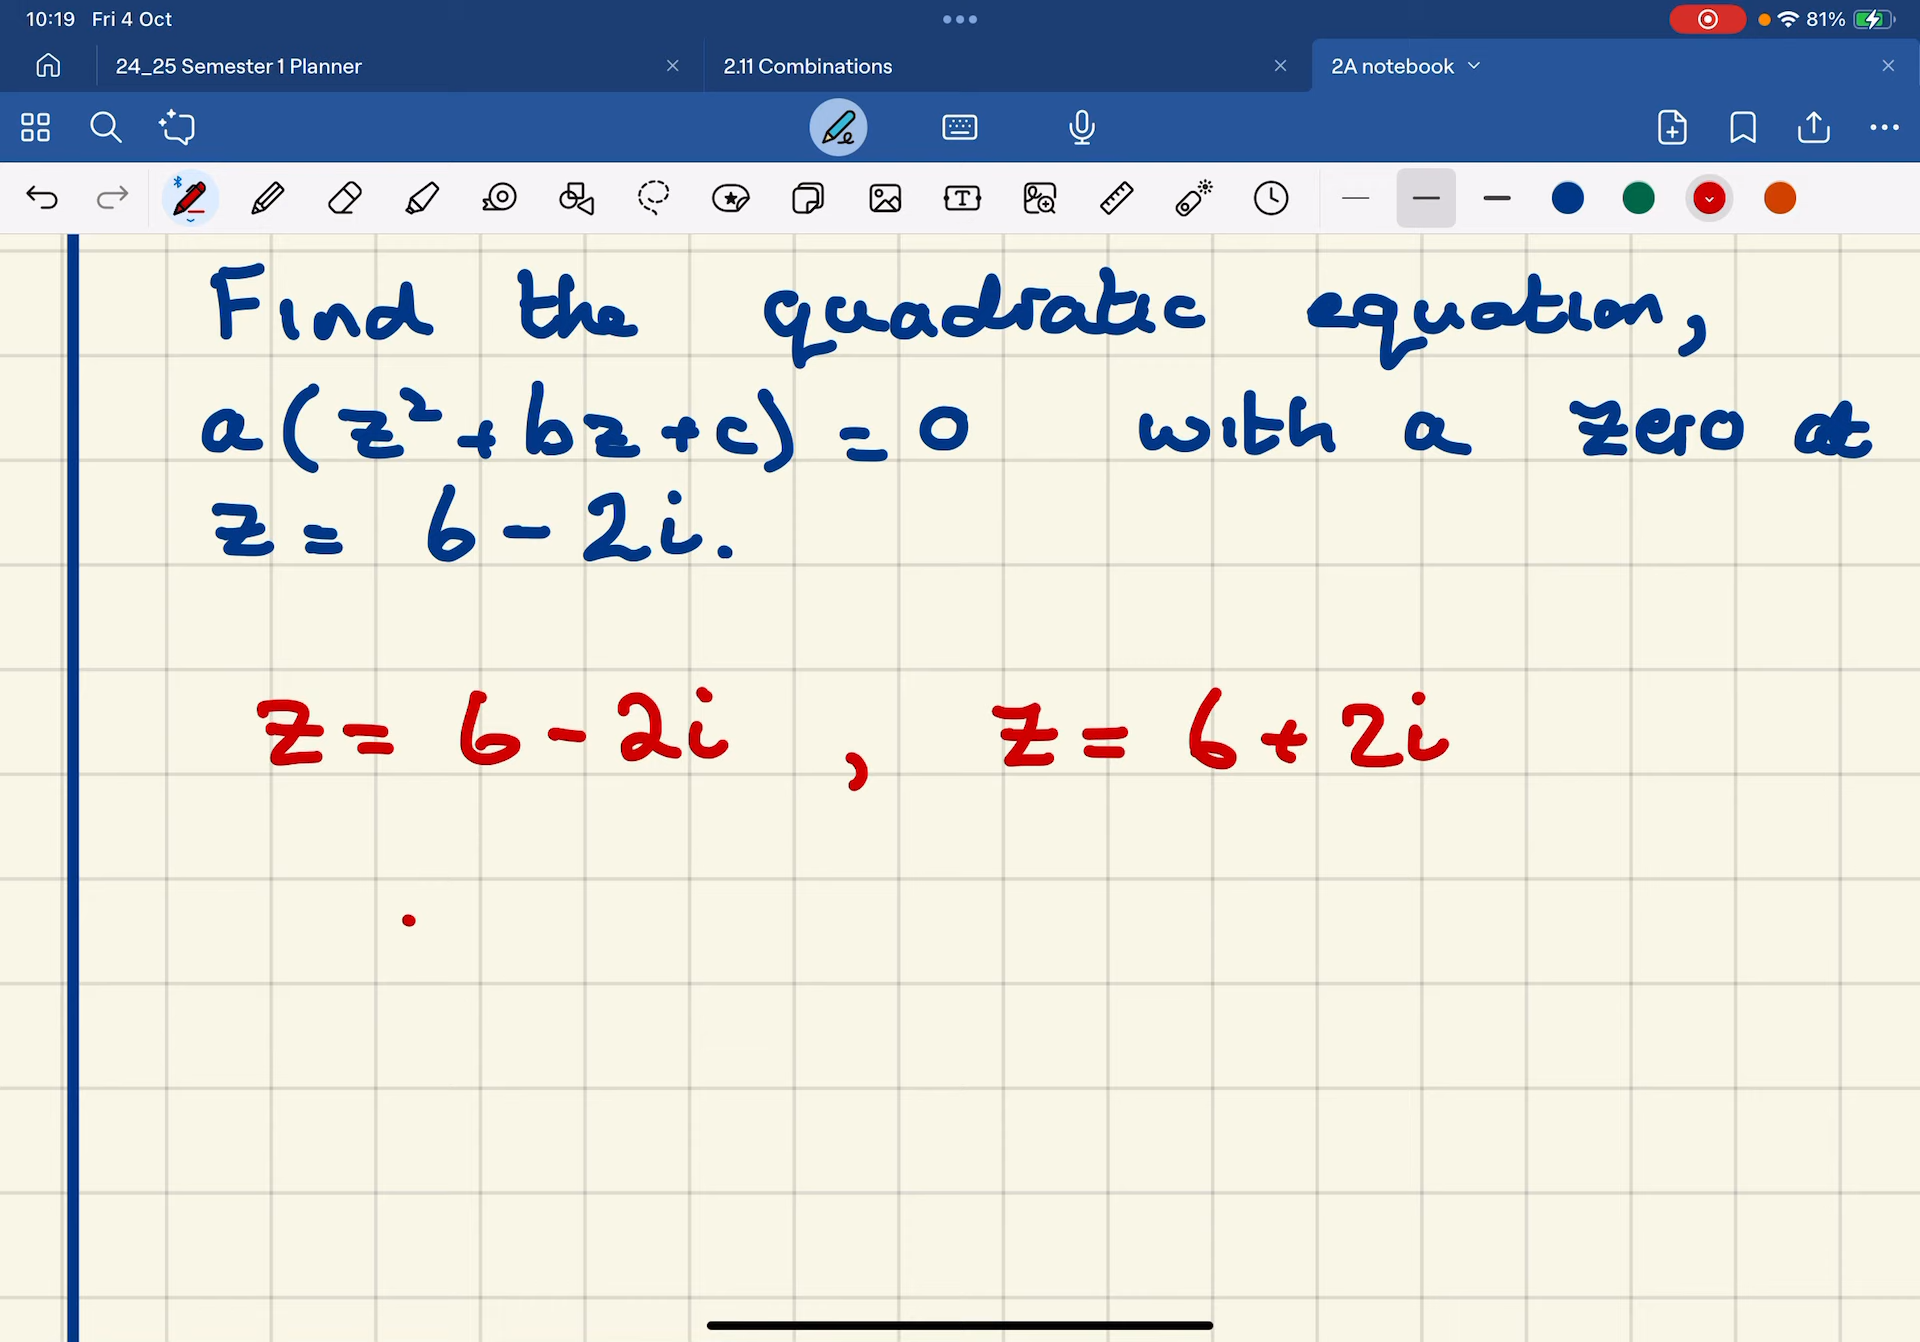 10:19 Fri 4 Oct
81%
24_25 Semester 1 Planner
2.11 Combinations
2A notebook
Find the quadratic equation,
a(z²+bz+c)=0 with a zero at
z = 6-2i.
z = 6-2i , z = 6+2i